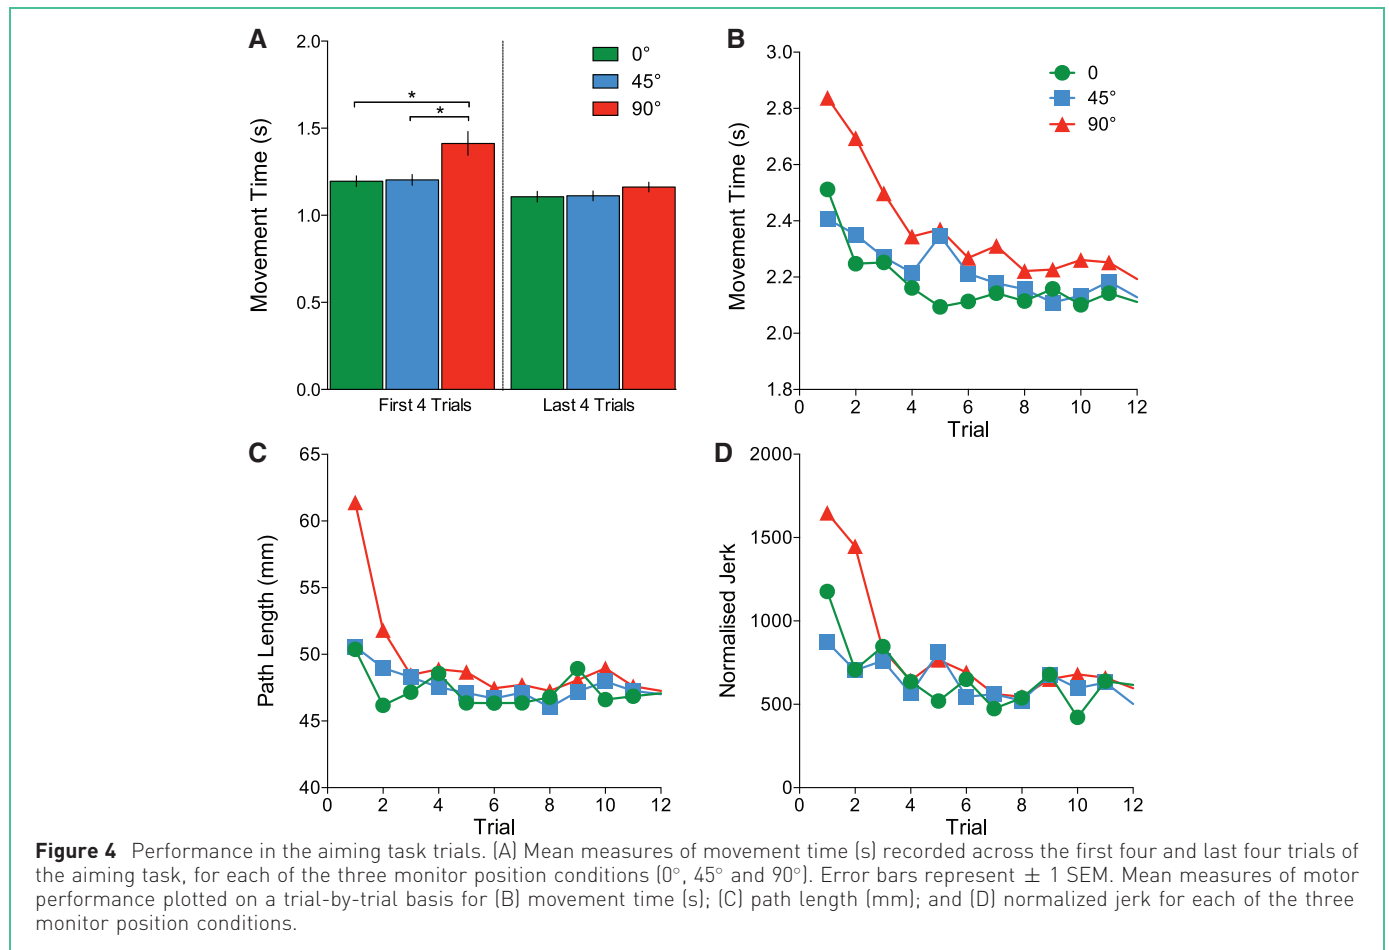 A
2.0
1.5
1.0
0.5
0.0
Movement Time (s)
0°
45°
90°
*
*
First 4 Trials
Last 4 Trials
B
3.0
2.8
2.6
2.4
2.2
2.0
1.8
Movement Time (s)
0
45°
90°
0 2 4 6 8 10 12
Trial
C
65
60
55
50
45
40
Path Length (mm)
0 2 4 6 8 10 12
Trial
D
2000
1500
1000
500
0
Normalised Jerk
0 2 4 6 8 10 12
Trial
Figure 4 Performance in the aiming task trials. (A) Mean measures of movement time (s) recorded across the first four and last four trials of
the aiming task, for each of the three monitor position conditions (0°, 45° and 90°). Error bars represent ± 1 SEM. Mean measures of motor
performance plotted on a trial-by-trial basis for (B) movement time (s); (C) path length (mm); and (D) normalized jerk for each of the three
monitor position conditions.